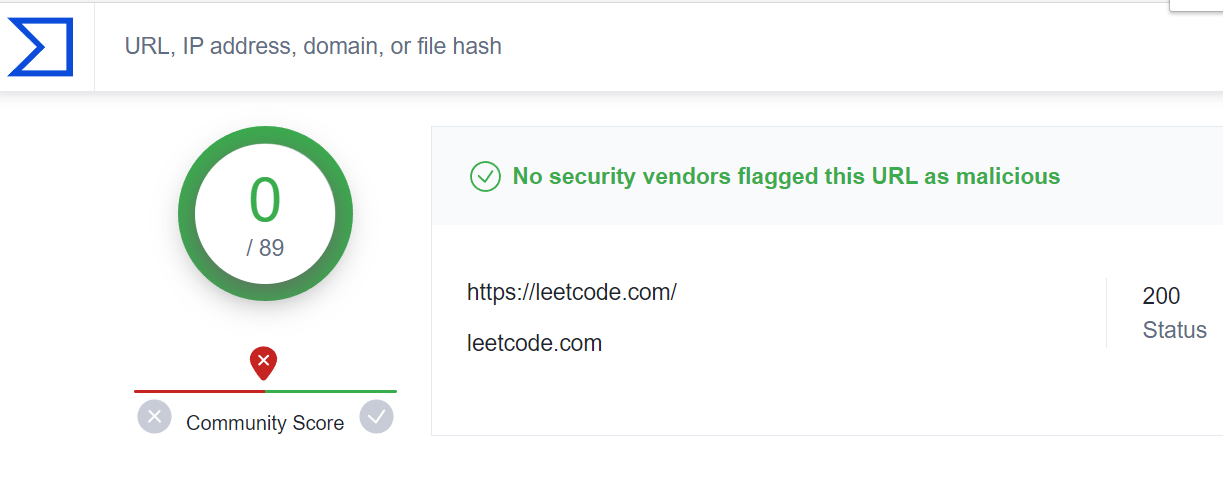 URL, IP address, domain, or file hash
0
/ 89
No security vendors flagged this URL as malicious
https://leetcode.com/
leetcode.com
200
Status
Community Score